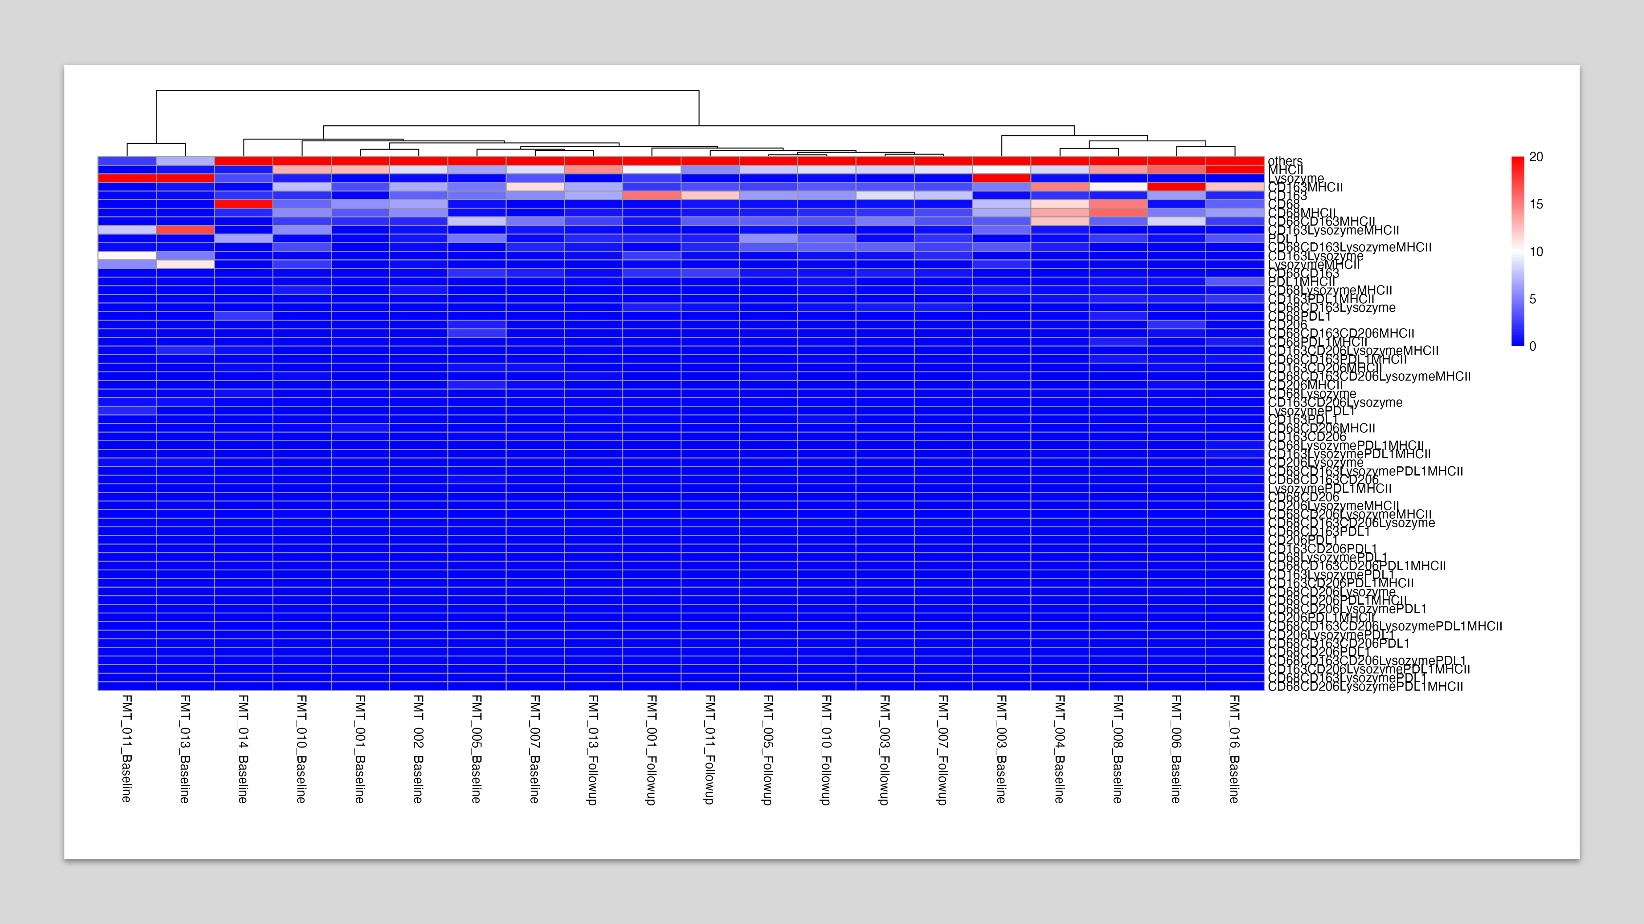 others
MHCII
Lysozyme
CD163MHCII
CD163
CD68
CD68MHCII
CD68CD163MHCII
CD163LysozymeMHCII
PDL1
CD68CD163LysozymeMHCII
CD163Lysozyme
LysozymeMHCII
CD68CD163
PDL1MHCII
CD68LysozymeMHCII
CD163PDL1MHCII
CD68CD163Lysozyme
CD68PDL1
CD206
CD68CD163CD206MHCII
CD68PDL1MHCII
CD163CD206LysozymeMHCII
CD68CD163PDL1MHCII
CD163CD206MHCII
CD68CD163CD206LysozymeMHCII
CD206MHCII
CD68Lysozyme
CD163CD206Lysozyme
LysozymePDL1
CD163PDL1
CD68CD206MHCII
CD163CD206
CD68LysozymePDL1MHCII
CD163LysozymePDL1MHCII
CD206Lysozyme
CD68CD163LysozymePDL1MHCII
CD68CD163CD206
LysozymePDL1MHCII
CD68CD206
CD206LysozymeMHCII
CD68CD206LysozymeMHCII
CD68CD163CD206Lysozyme
CD68CD163PDL1
CD206PDL1
CD163CD206PDL1
CD68LysozymePDL1
CD68CD163CD206PDL1MHCII
CD163LysozymePDL1
CD163CD206PDL1MHCII
CD68CD206Lysozyme
CD68CD206PDL1MHCII
CD68CD206LysozymePDL1
CD206PDL1MHCII
CD68CD163CD206LysozymePDL1MHCII
CD206LysozymePDL1
CD68CD163CD206PDL1
CD68CD206PDL1
CD68CD163CD206LysozymePDL1
CD163CD206LysozymePDL1MHCII
CD68CD163LysozymePDL1
CD68CD206LysozymePDL1MHCII
20
15
10
5
0
FMT_011_Baseline
FMT_013_Baseline
FMT_014_Baseline
FMT_010_Baseline
FMT_001_Baseline
FMT_002_Baseline
FMT_005_Baseline
FMT_007_Baseline
FMT_013_Followup
FMT_001_Followup
FMT_011_Followup
FMT_005_Followup
FMT_010_Followup
FMT_003_Followup
FMT_007_Followup
FMT_003_Baseline
FMT_004_Baseline
FMT_008_Baseline
FMT_006_Baseline
FMT_016_Baseline